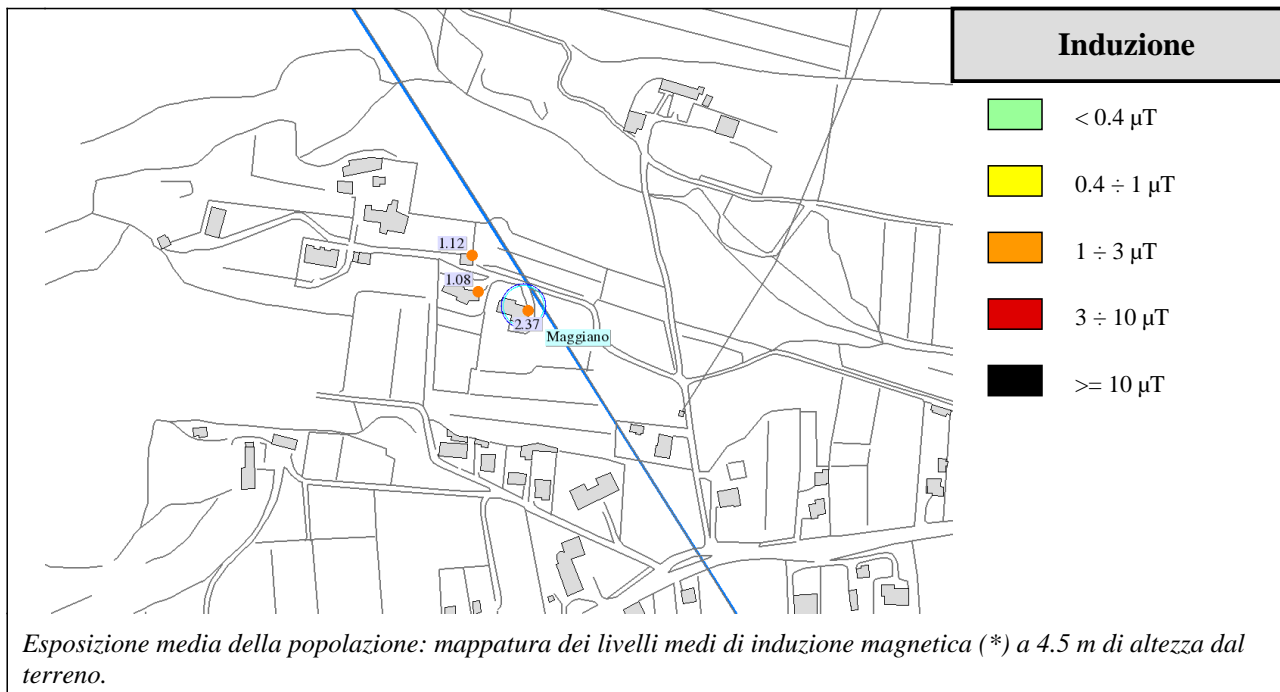 Induzione
< 0.4 µT
0.4 ÷ 1 µT
1 ÷ 3 µT
3 ÷ 10 µT
>= 10 µT
1.12
1.08
2.37
Maggiano
Esposizione media della popolazione: mappatura dei livelli medi di induzione magnetica (*) a 4.5 m di altezza dal
terreno.